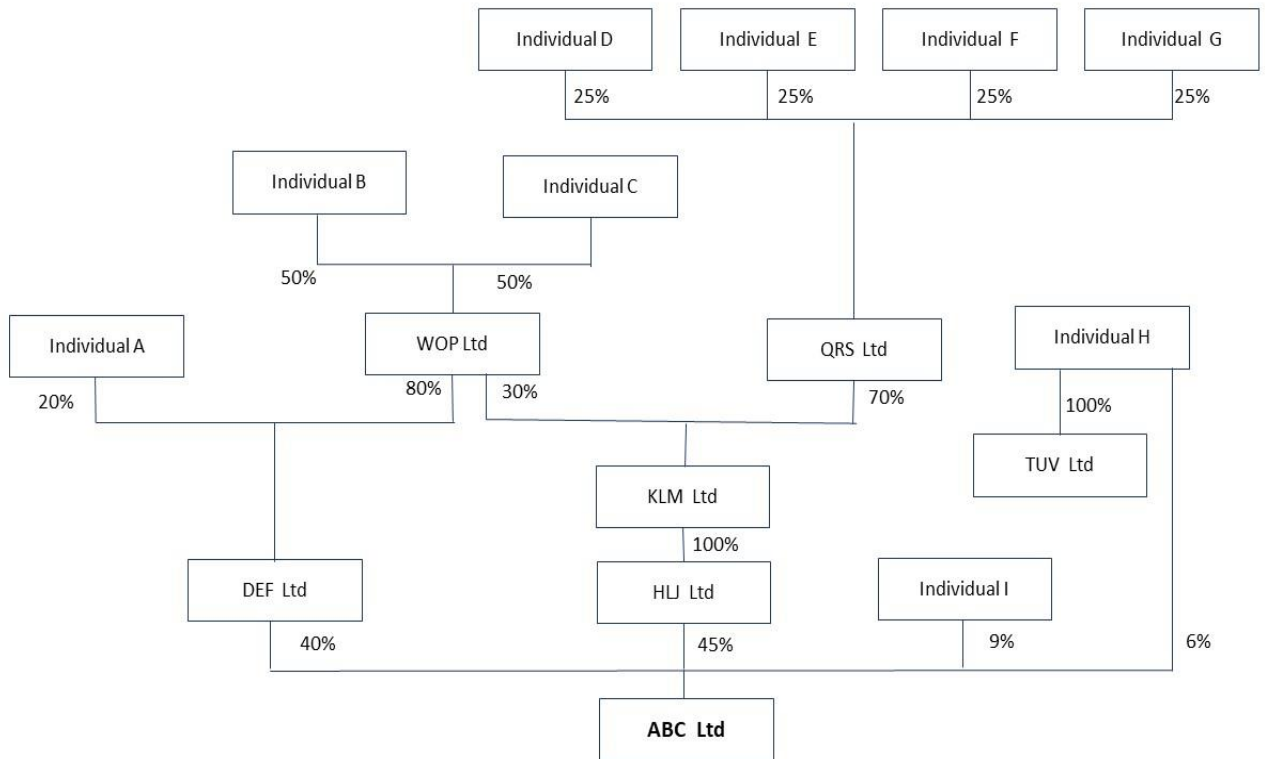 Individual D
Individual E
Individual F
Individual G
25%
25%
25%
25%
Individual B
Individual C
50%
50%
Individual A
WOP Ltd
QRS Ltd
Individual H
20%
80%
30%
70%
100%
TUV Ltd
KLM Ltd
100%
DEF Ltd
HLJ Ltd
Individual I
40%
45%
9%
6%
ABC Ltd